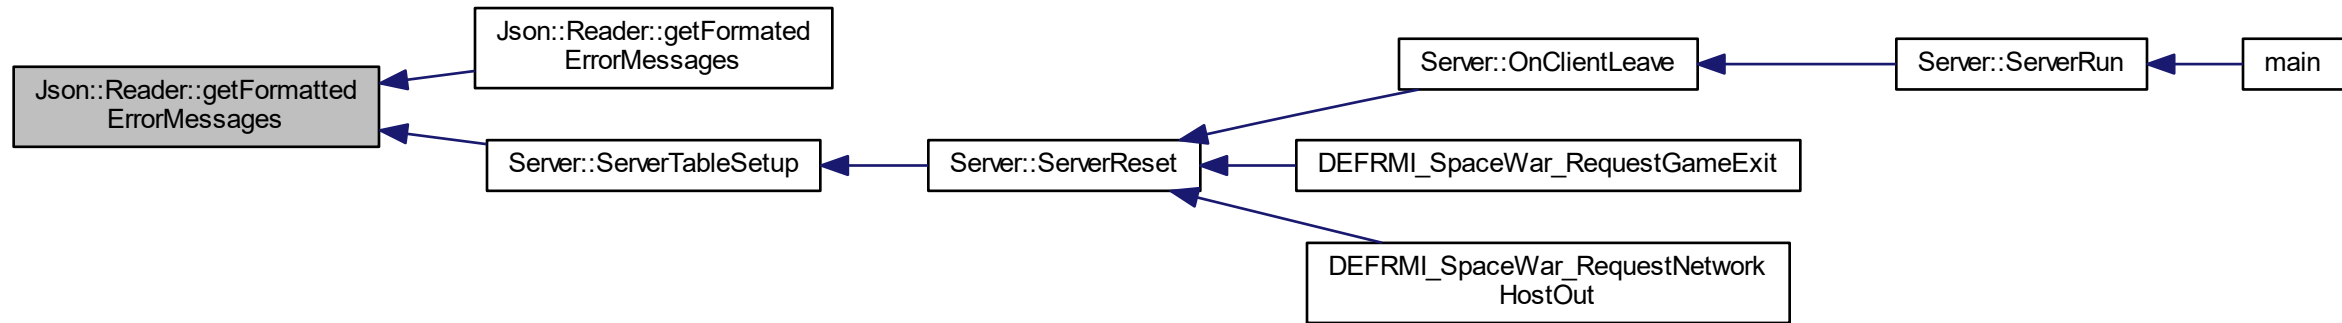 Json::Reader::getFormatted
ErrorMessages
Json::Reader::getFormated
ErrorMessages
Server::ServerTableSetup
Server::ServerReset
Server::OnClientLeave
Server::ServerRun
main
DEFRMI_SpaceWar_RequestGameExit
DEFRMI_SpaceWar_RequestNetwork
HostOut